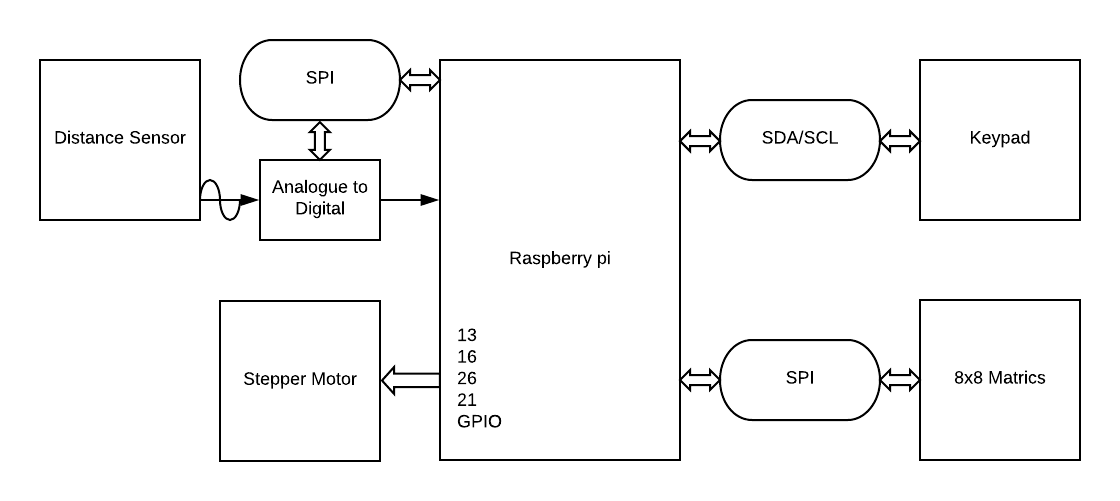 SPI
Distance Sensor
Analogue to
Digital
Raspberry pi
SDA/SCL
Keypad
Stepper Motor
13
16
26
21
GPIO
SPI
8x8 Matrics